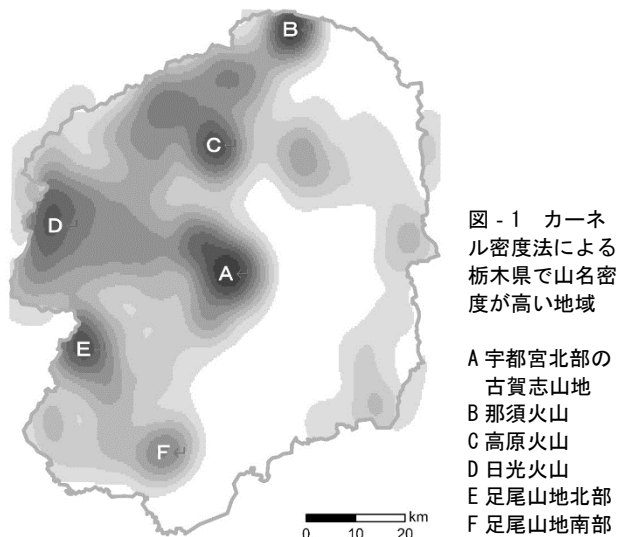 B
C
D
A
E
F
km
0 10 20
図 - 1 カーネ
ル密度法による
栃木県で山名密
度が高い地域
A 宇都宮北部の
古賀志山地
B 那須火山
C 高原火山
D 日光火山
E 足尾山地北部
F 足尾山地南部